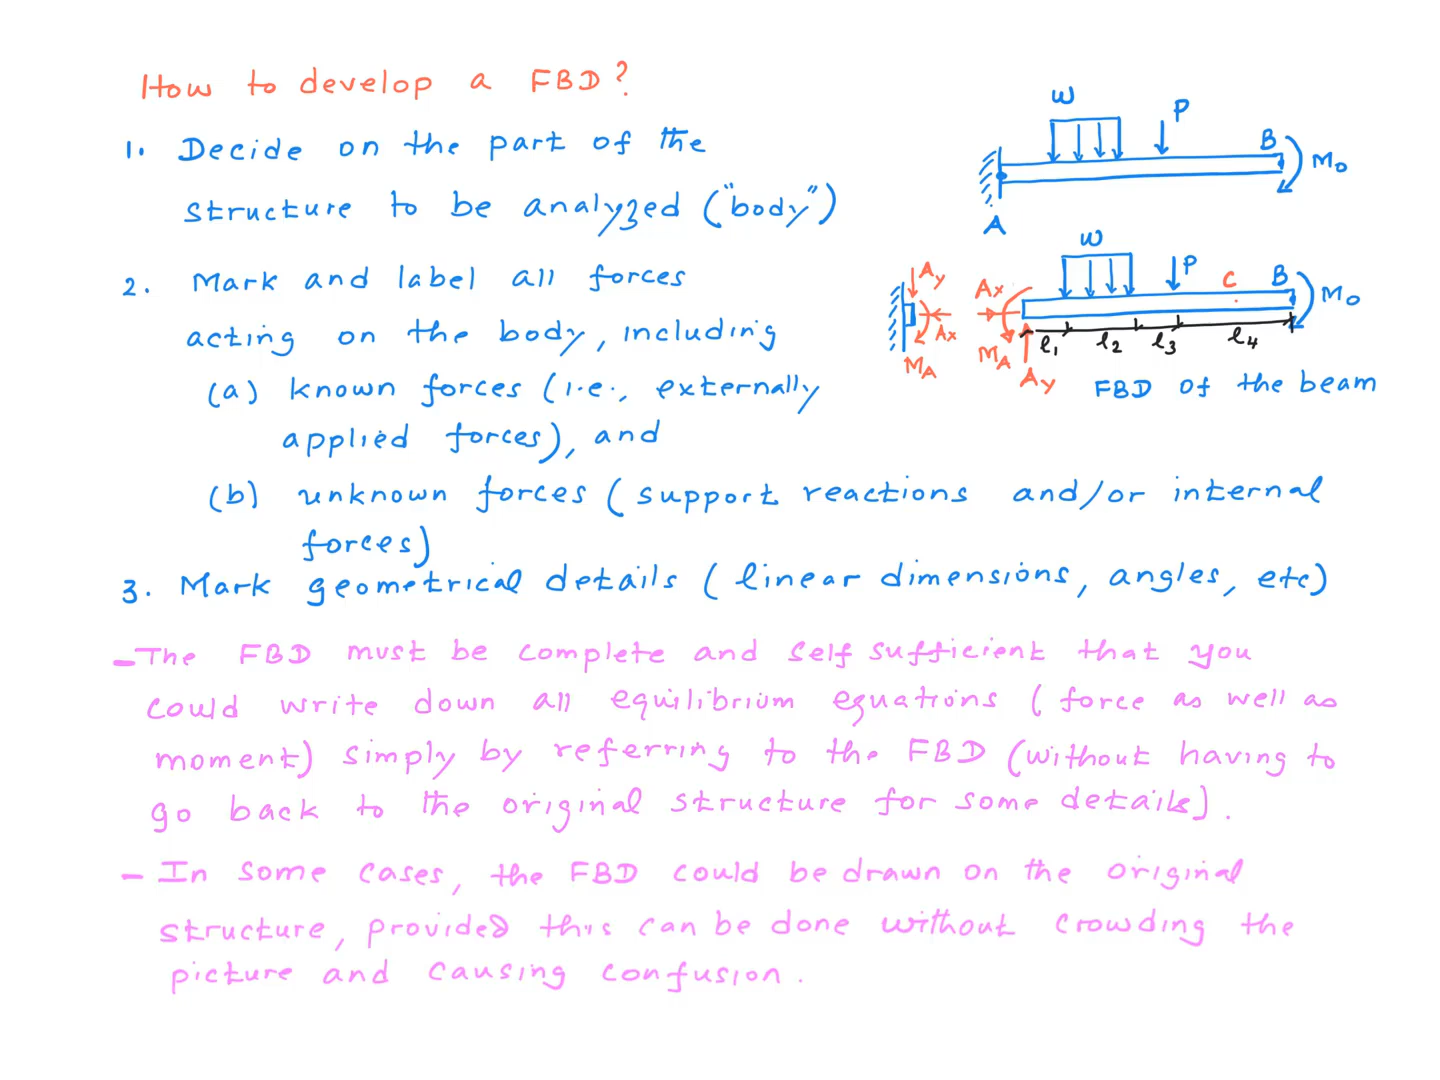 How to develop a FBD?
1. Decide on the part of the
structure to be analyzed ("body")
2. Mark and label all forces
acting on the body, including
(a) known forces (i.e., externally
applied forces), and
(b) unknown forces (support reactions and/or internal
forces)
3. Mark geometrical details (linear dimensions, angles, etc)
- The FBD must be complete and self sufficient that you
could write down all equilibrium equations (force as well as
moment) simply by referring to the FBD (without having to
go back to the original structure for some details).
- In some cases, the FBD could be drawn on the original
structure, provided this can be done without crowding the
picture and causing confusion.
w
P
B
M0
A
w
P
C
B
M0
Ay
Ax
MA
Ax
MA
Ay
l1 l2 l3 l4
FBD of the beam